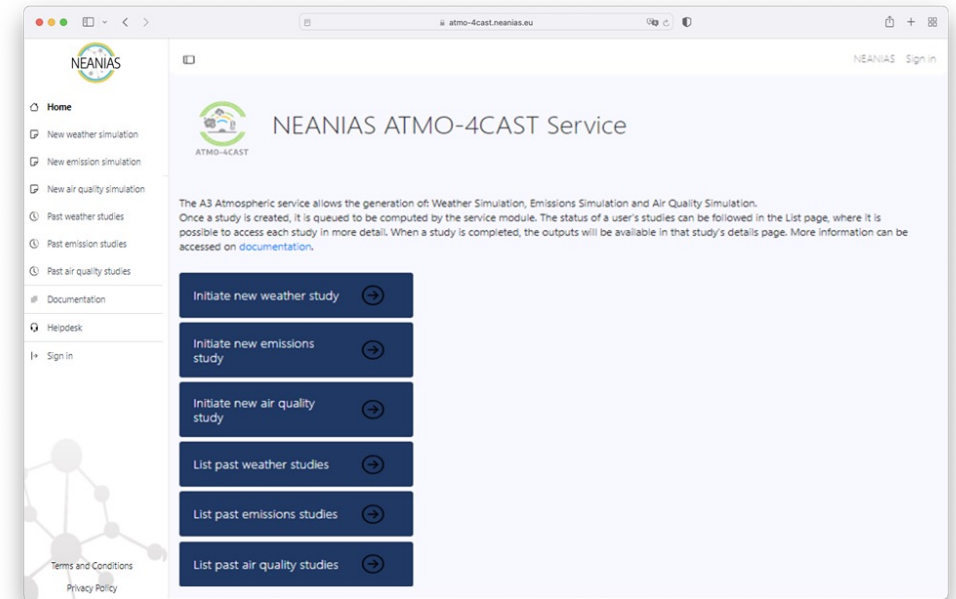 atmo-4cast.neanias.eu
NEANIAS
NEANIAS Sign in
Home
New weather simulation
New emission simulation
New air quality simulation
Past weather studies
Past emission studies
Past air quality studies
Documentation
Helpdesk
Sign in
Terms and Conditions
Privacy Policy
ATMO-4CAST
NEANIAS ATMO-4CAST Service
The A3 Atmospheric service allows the generation of: Weather Simulation, Emissions Simulation and Air Quality Simulation.
Once a study is created, it is queued to be computed by the service module. The status of a user's studies can be followed in the List page, where it is
possible to access each study in more detail. When a study is completed, the outputs will be available in that study's details page. More information can be
accessed on documentation.
Initiate new weather study
Initiate new emissions
study
Initiate new air quality
study
List past weather studies
List past emissions studies
List past air quality studies